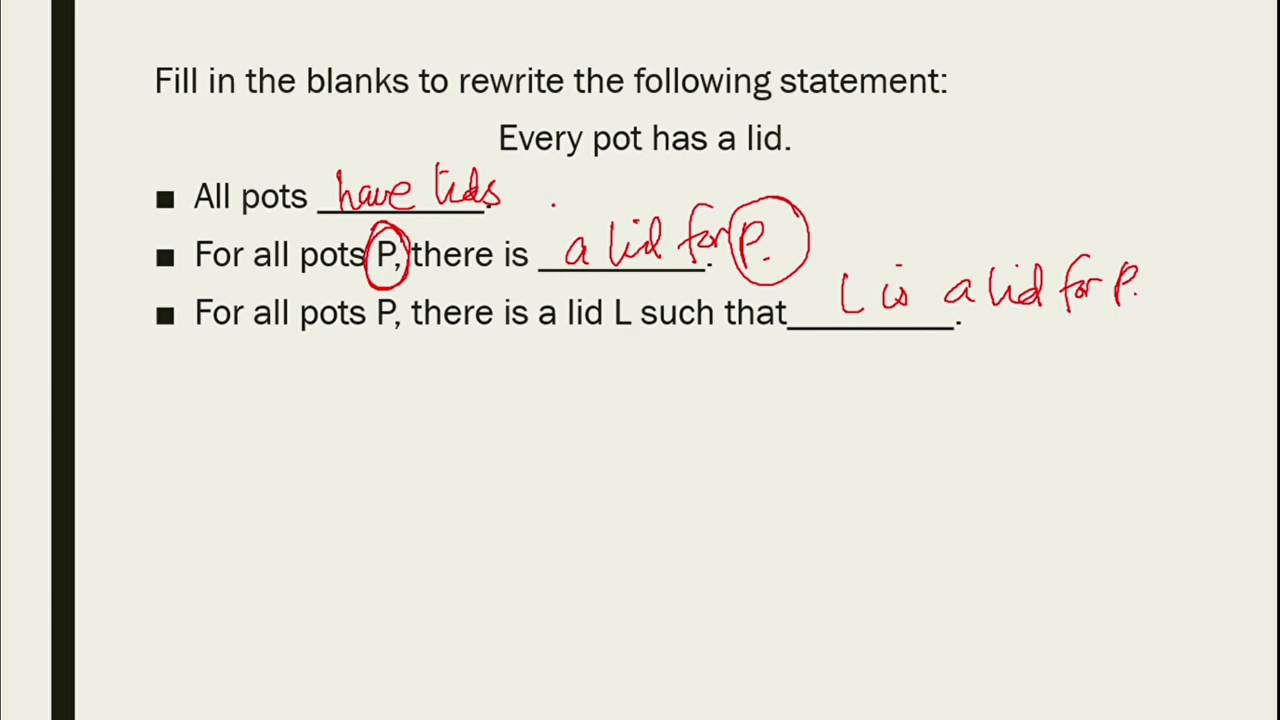 Fill in the blanks to rewrite the following statement:
Every pot has a lid.
■ All pots have lids.
■ For all pots P, there is a lid for P.
■ For all pots P, there is a lid L such that L is a lid for P.